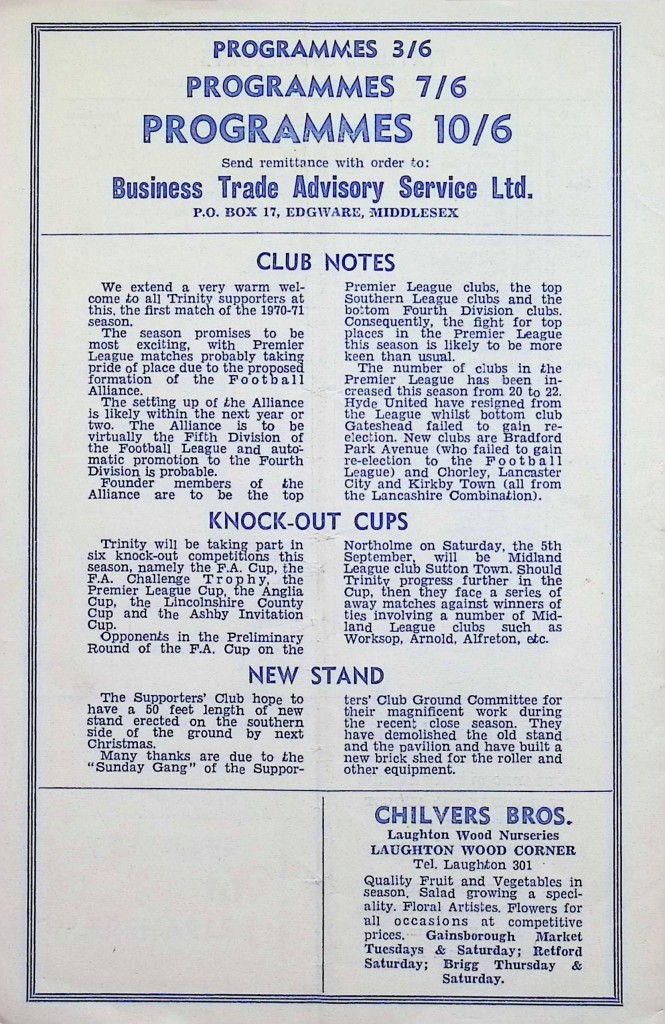 PROGRAMMES 3/6
PROGRAMMES 7/6
PROGRAMMES 10/6
Send remittance with order to:
Business Trade Advisory Service Ltd.
P.O. BOX 17, EDGWARE, MIDDLESEX
CLUB NOTES
We extend a very warm wel-
come to all Trinity supporters at
this, the first match of the 1970-71
season.
The season promises to be
most exciting, with Premier
League matches probably taking
pride of place due to the proposed
formation of the Football
Alliance.
The setting up of the Alliance
is likely within the next year or
two. The Alliance is to be
virtually the Fifth Division of
the Football League and auto-
matic promotion to the Fourth
Division is probable.
Founder members of the
Alliance are to be the top
Premier League clubs, the top
Southern League clubs and the
bottom Fourth Division clubs.
Consequently, the fight for top
places in the Premier League
this season is likely to be more
keen than usual.
The number of clubs in the
Premier League has been in-
creased this season from 20 to 22.
Hyde United have resigned from
the League whilst bottom club
Gateshead failed to gain re-
election. New clubs are Bradford
Park Avenue (who failed to gain
re-election to the Football
League) and Chorley, Lancaster
City and Kirkby Town (all from
the Lancashire Combination).
KNOCK-OUT CUPS
Trinity will be taking part in
six knock-out competitions this
season, namely the F.A. Cup, the
F.A. Challenge Trophy, the
Premier League Cup, the Anglia
Cup, the Lincolnshire County
Cup and the Ashby Invitation
Cup.
Opponents in the Preliminary
Round of the F.A. Cup on the
Northolme on Saturday, the 5th
September, will be Midland
League club Sutton Town. Should
Trinity progress further in the
Cup, then they face a series of
away matches against winners of
ties involving a number of Mid-
land League clubs such as
Worksop, Arnold, Alfreton, etc.
NEW STAND
The Supporters' Club hope to
have a 50 feet length of new
stand erected on the southern
side of the ground by next
Christmas.
Many thanks are due to the
"Sunday Gang" of the Suppor-
ters' Club Ground Committee for
their magnificent work during
the recent close season. They
have demolished the old stand
and the pavilion and have built a
new brick shed for the roller and
other equipment.
CHILVERS BROS.
Laughton Wood Nurseries
LAUGHTON WOOD CORNER
Tel. Laughton 301
Quality Fruit and Vegetables in
season. Salad growing a speci-
ality. Floral Artistes. Flowers for
all occasions at competitive
prices. Gainsborough Market
Tuesdays & Saturday; Retford
Saturday; Brigg Thursday &
Saturday.